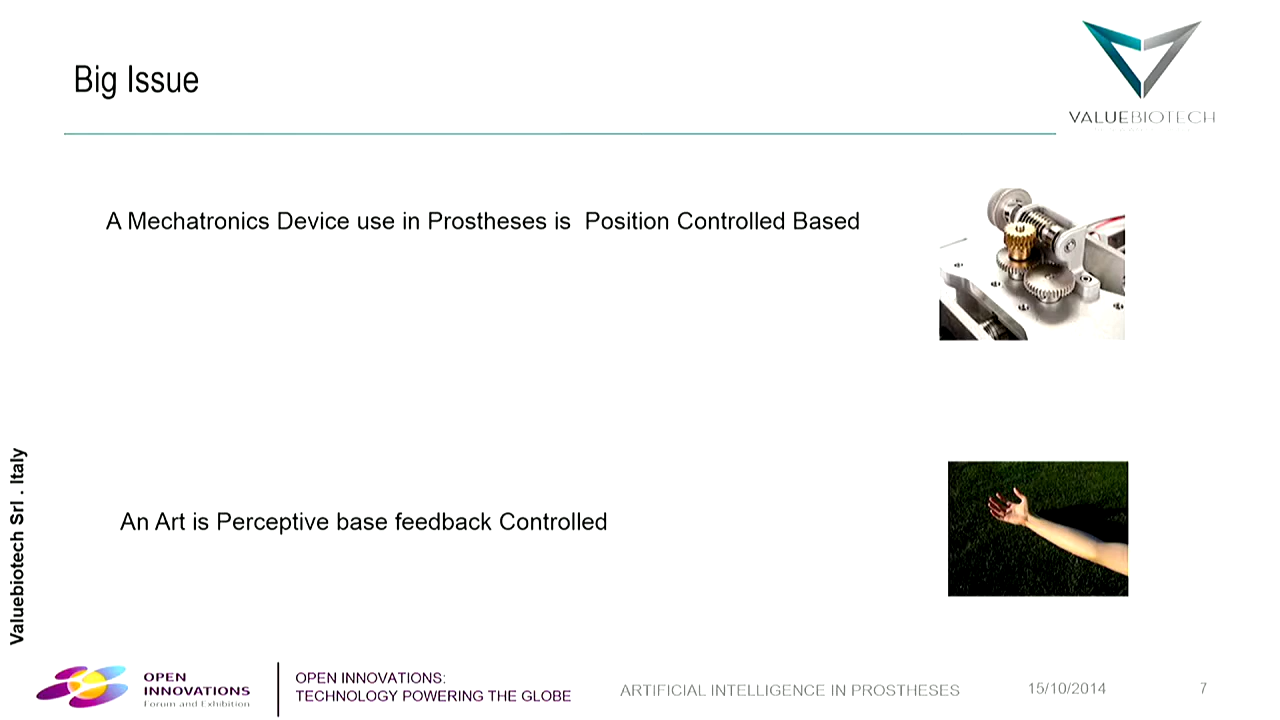 Big Issue
VALUEBIOTECH
A Mechatronics Device use in Prostheses is Position Controlled Based
An Art is Perceptive base feedback Controlled
Valuebiotech Srl . Italy
OPEN
INNOVATIONS
Forum and Exhibition
OPEN INNOVATIONS:
TECHNOLOGY POWERING THE GLOBE
ARTIFICIAL INTELLIGENCE IN PROSTHESES
15/10/2014
7